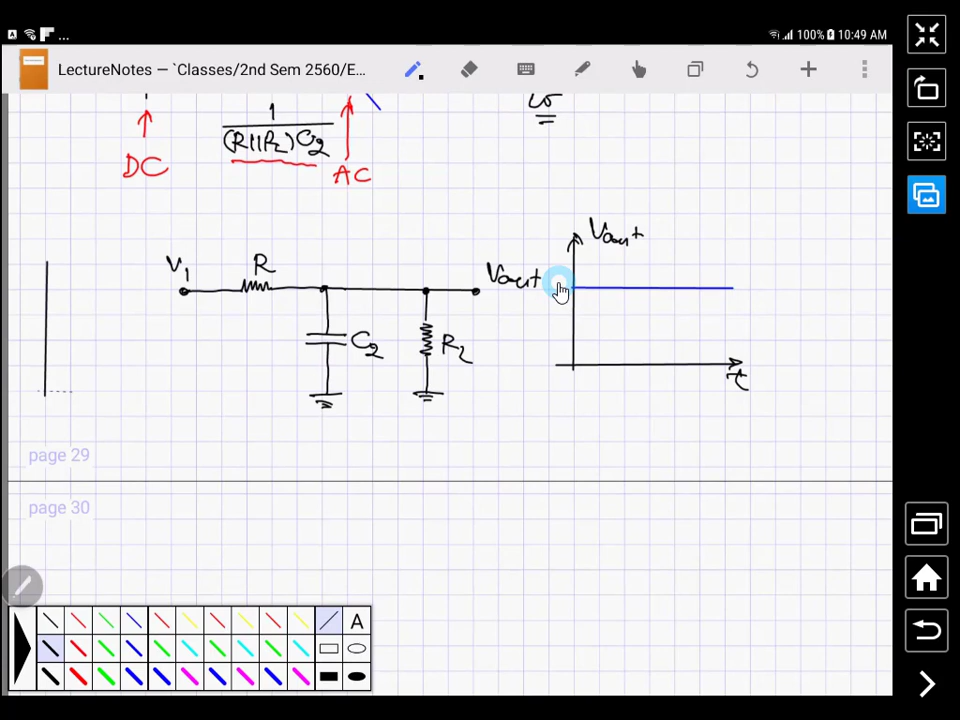 100% 10:49 AM
LectureNotes — `Classes/2nd Sem 2560/E...
1
(R||R₂)C₂
DC
AC
V₁
R
C₂
R₂
Vout
Vout
t
page 29
page 30
A